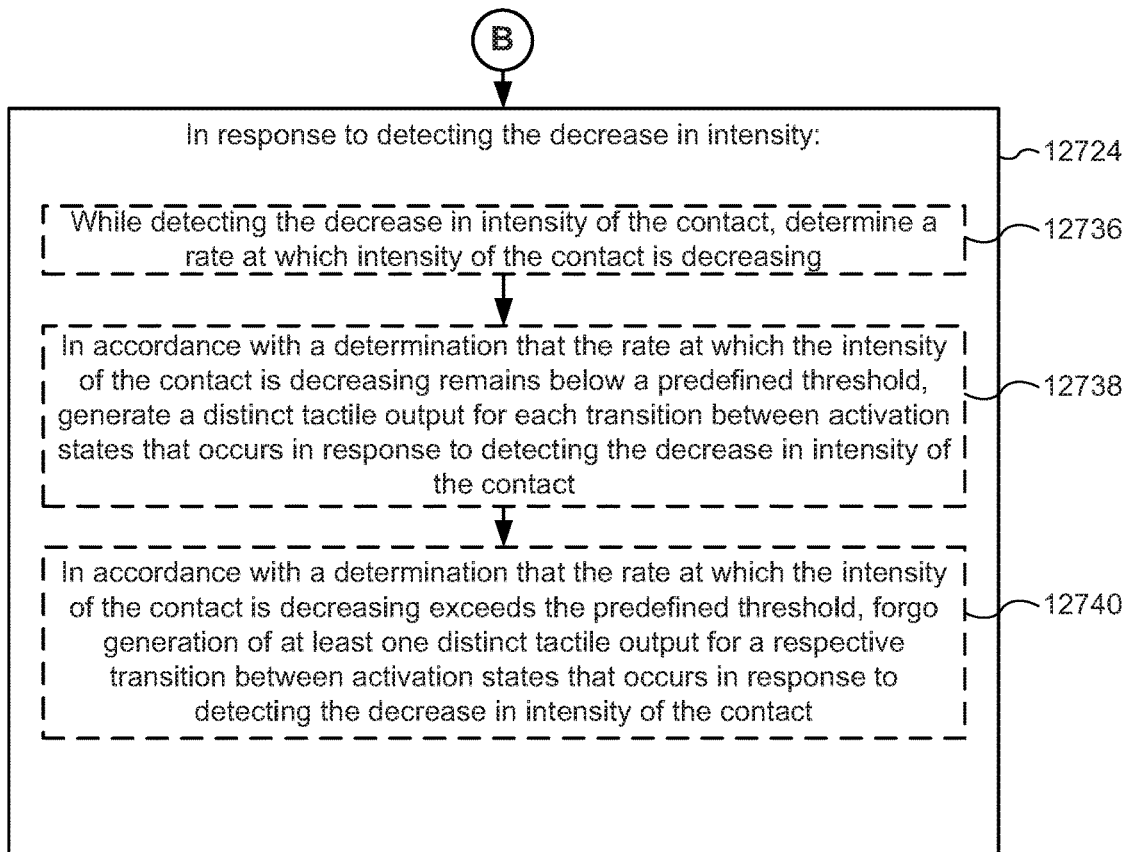 B
In response to detecting the decrease in intensity:
12724
While detecting the decrease in intensity of the contact, determine a
rate at which intensity of the contact is decreasing
12736
In accordance with a determination that the rate at which the intensity
of the contact is decreasing remains below a predefined threshold,
generate a distinct tactile output for each transition between activation
states that occurs in response to detecting the decrease in intensity of
the contact
12738
In accordance with a determination that the rate at which the intensity
of the contact is decreasing exceeds the predefined threshold, forgo
generation of at least one distinct tactile output for a respective
transition between activation states that occurs in response to
detecting the decrease in intensity of the contact
12740